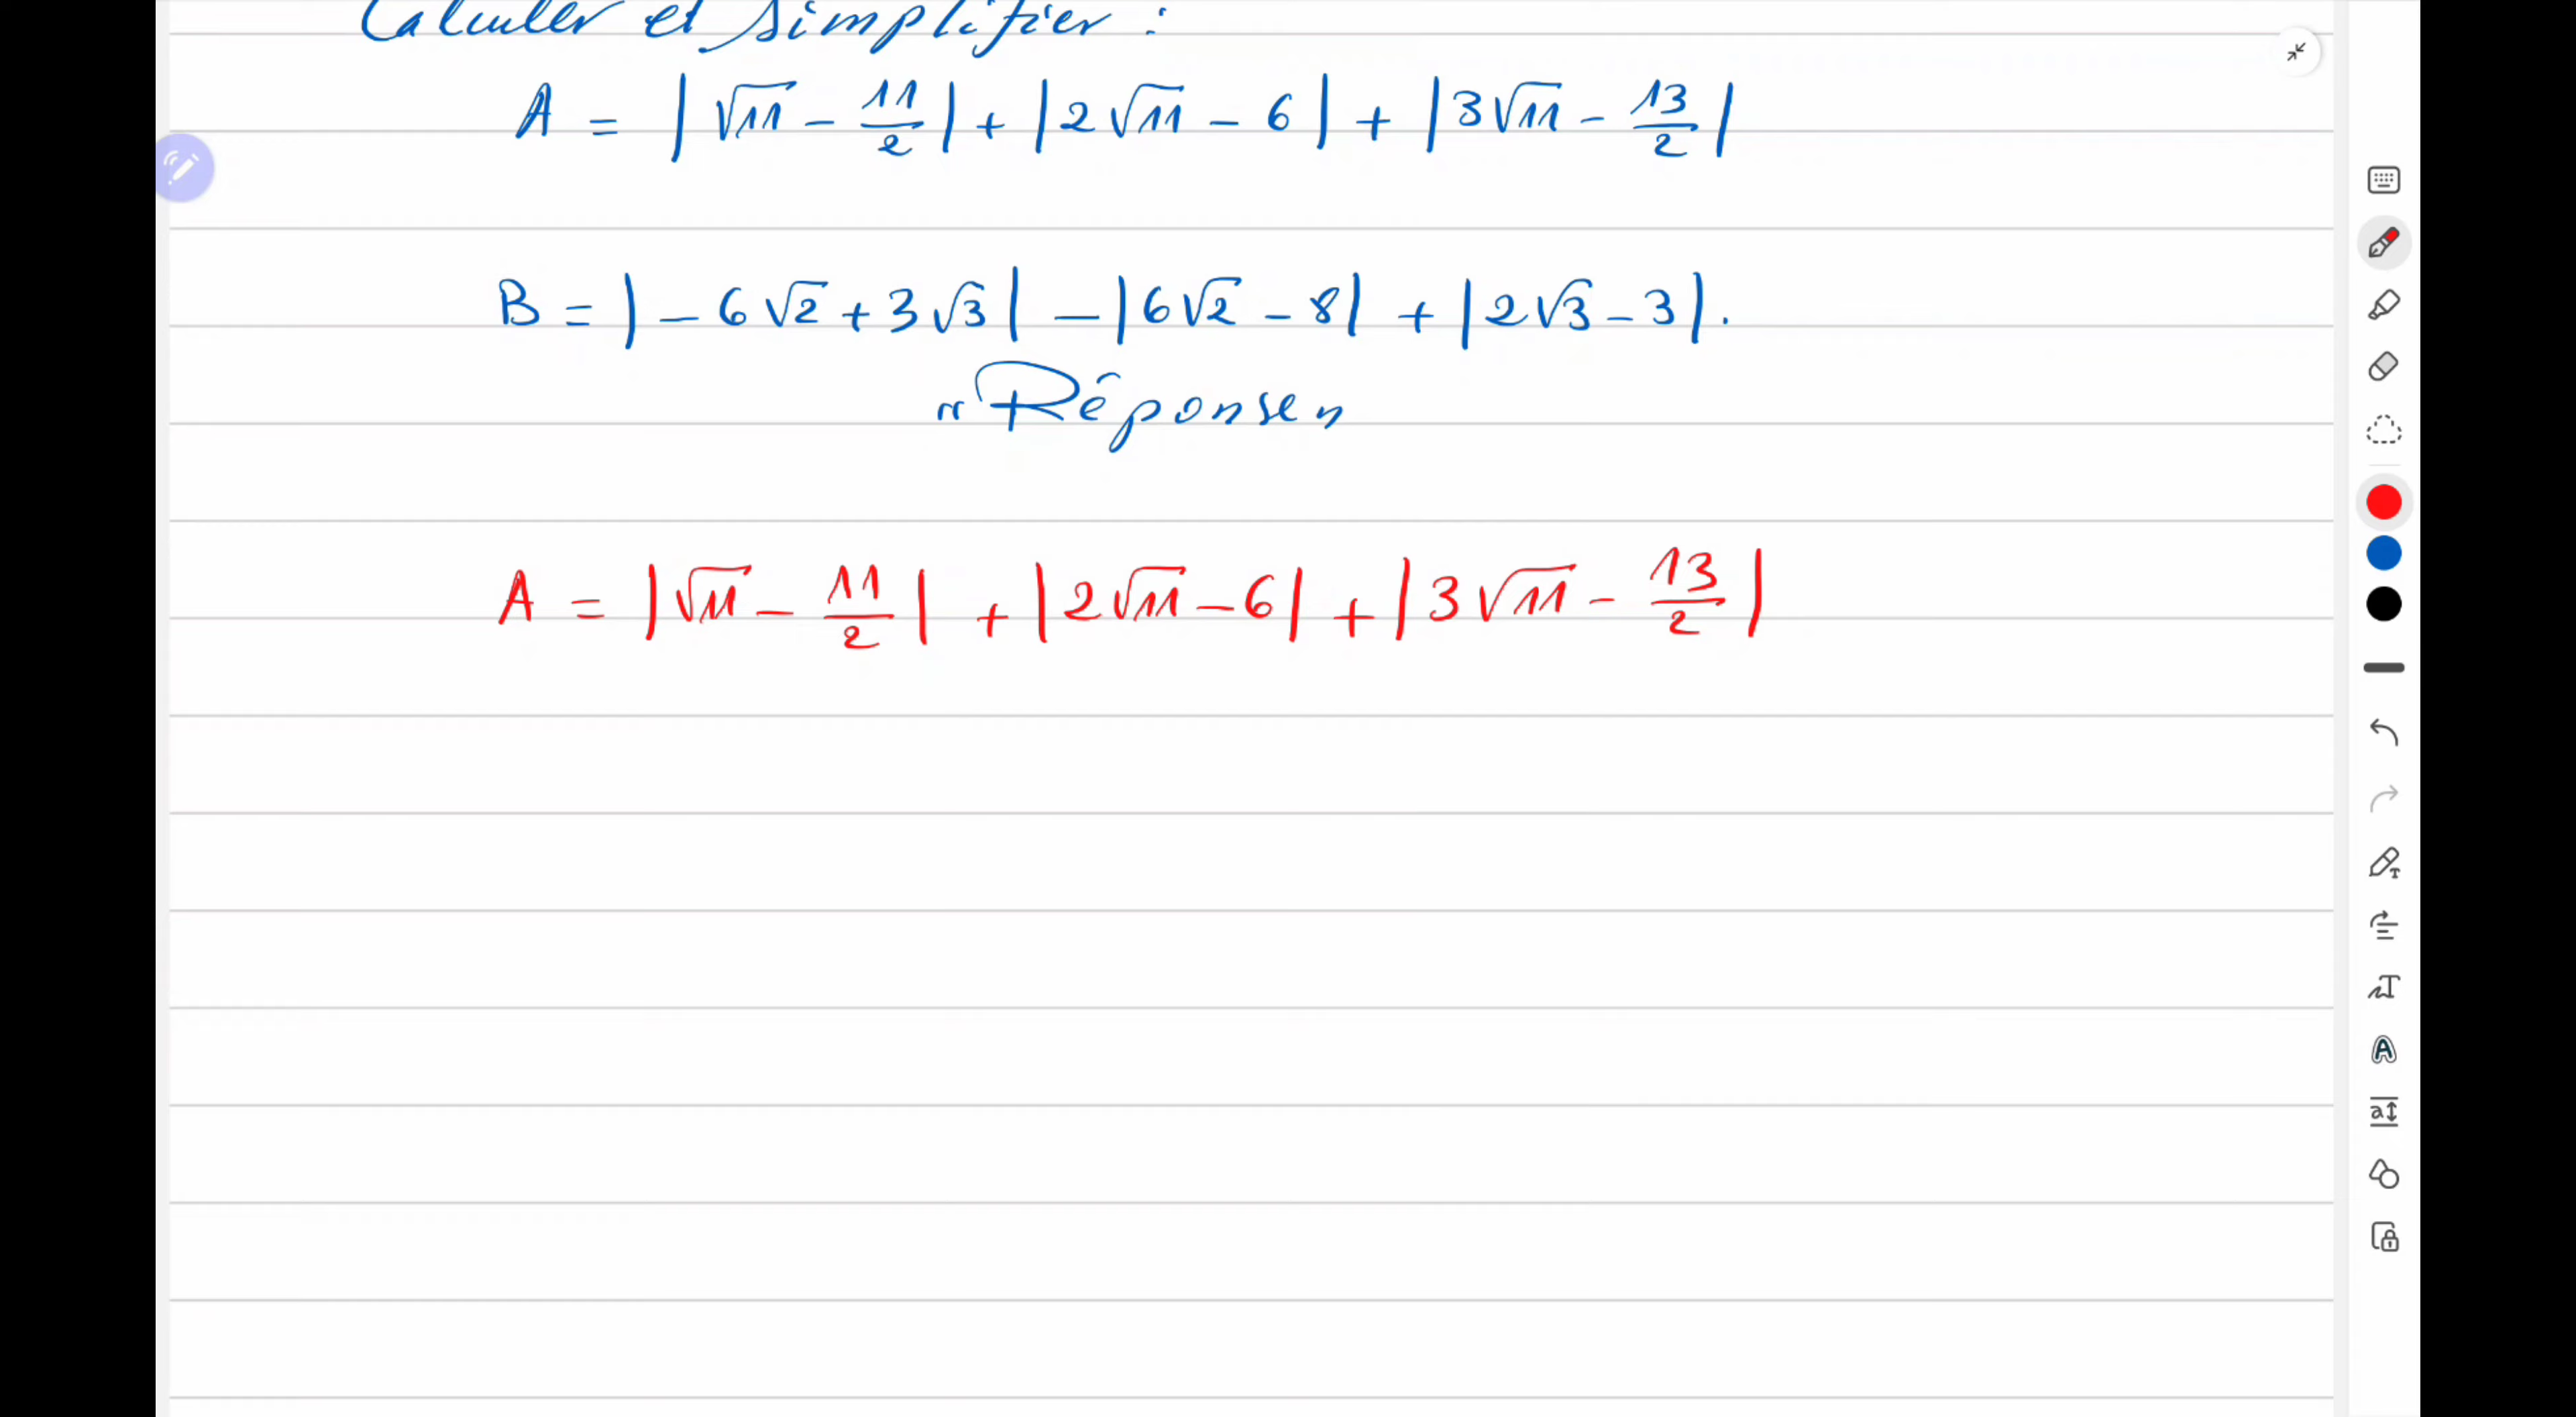 Calculer et simplifier :
A = |√11 - 11/2| + |2√11 - 6| + |3√11 - 13/2|
B = |-6√2 + 3√3| - |6√2 - 8| + |2√3 - 3|.
"Réponse"
A = |√11 - 11/2| + |2√11 - 6| + |3√11 - 13/2|